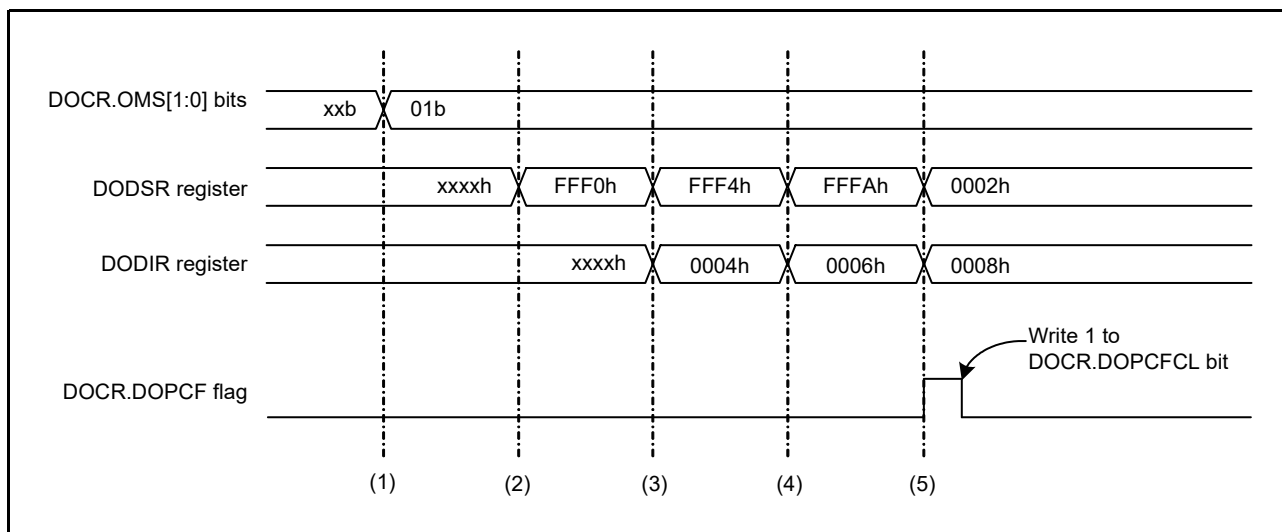 DOCR.OMS[1:0] bits
xxb
01b
DODSR register
xxxxh
FFF0h
FFF4h
FFFAh
0002h
DODIR register
xxxxh
0004h
0006h
0008h
DOCR.DOPCF flag
Write 1 to
DOCR.DOPCFCL bit
(1)
(2)
(3)
(4)
(5)